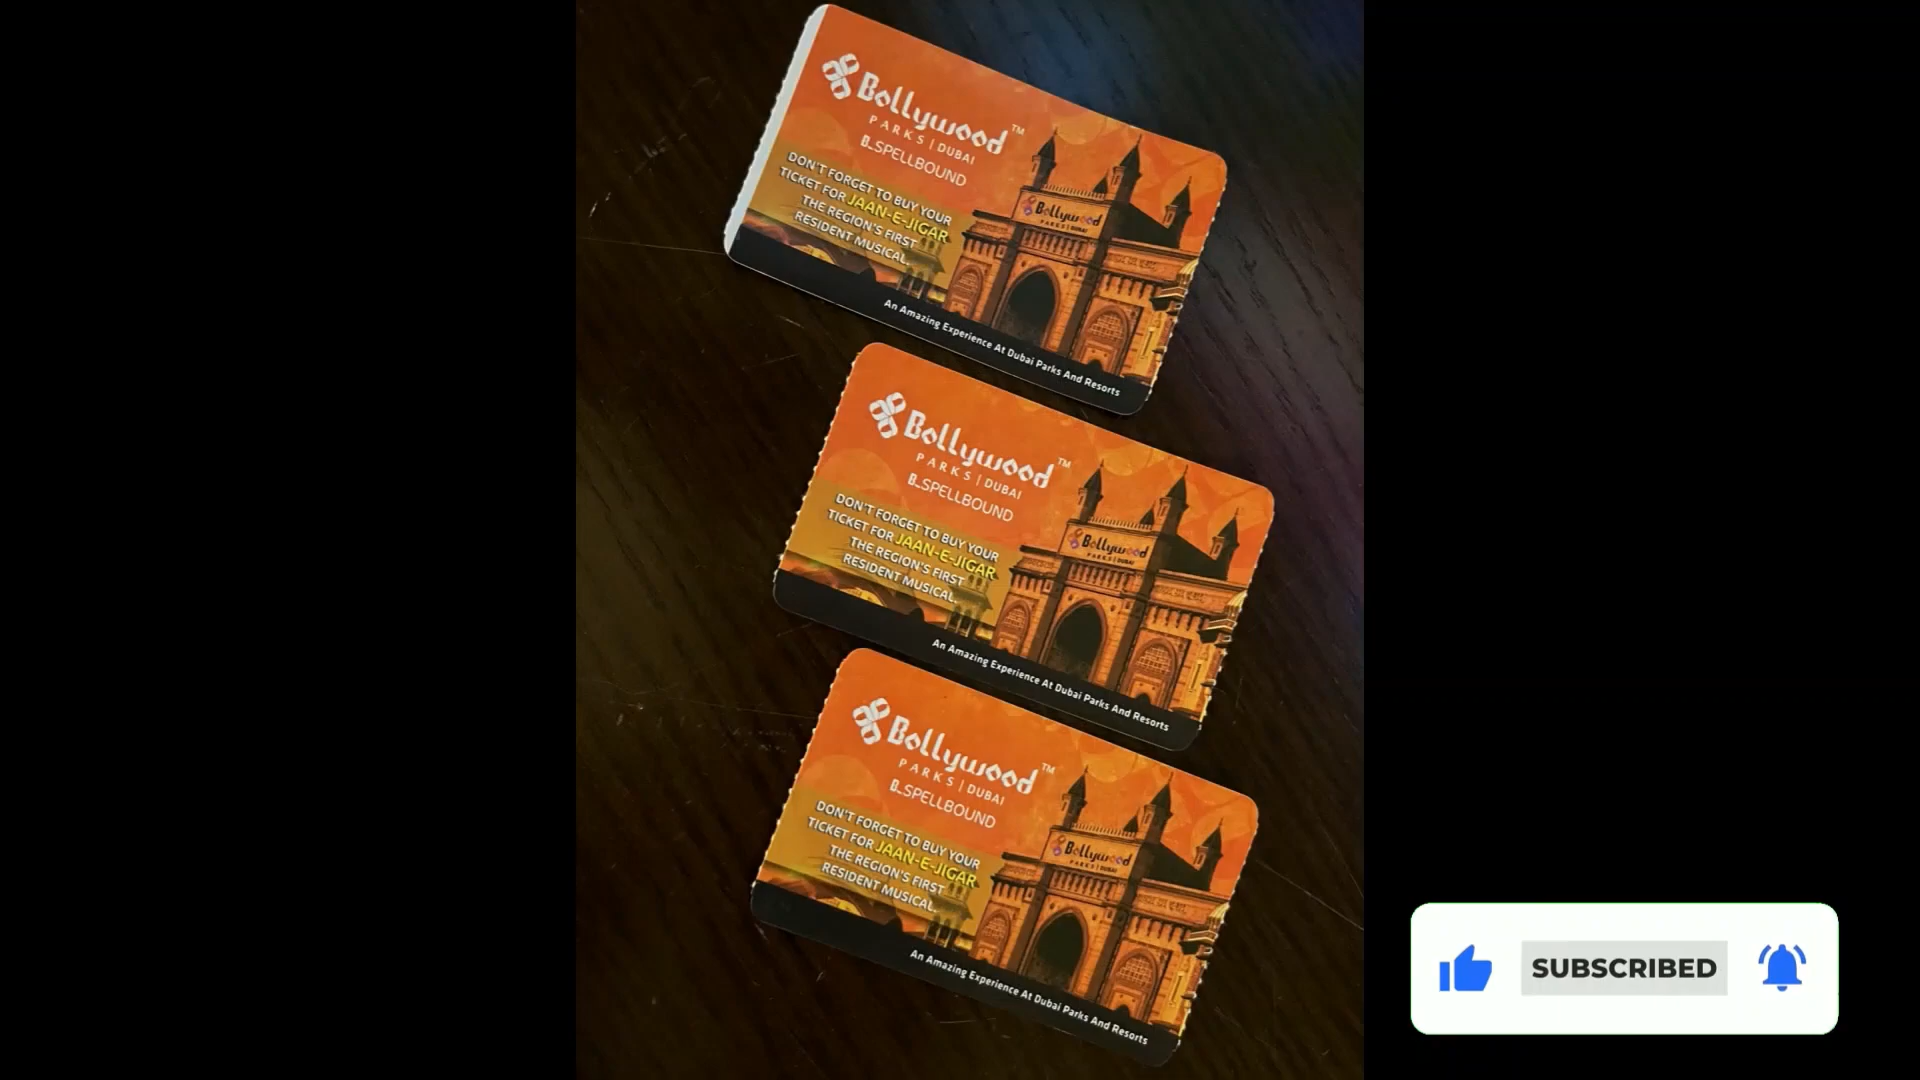 Bollywood™
PARKS | DUBAI
B_SPELLBOUND
DON'T FORGET TO BUY YOUR
TICKET FOR JAAN-E-JIGAR
THE REGION'S FIRST
RESIDENT MUSICAL.
Bollywood
PARKS | DUBAI
An Amazing Experience At Dubai Parks And Resorts
Bollywood™
PARKS | DUBAI
B_SPELLBOUND
DON'T FORGET TO BUY YOUR
TICKET FOR JAAN-E-JIGAR
THE REGION'S FIRST
RESIDENT MUSICAL.
Bollywood
PARKS | DUBAI
An Amazing Experience At Dubai Parks And Resorts
Bollywood™
PARKS | DUBAI
B_SPELLBOUND
DON'T FORGET TO BUY YOUR
TICKET FOR JAAN-E-JIGAR
THE REGION'S FIRST
RESIDENT MUSICAL.
Bollywood
PARKS | DUBAI
An Amazing Experience At Dubai Parks And Resorts
SUBSCRIBED